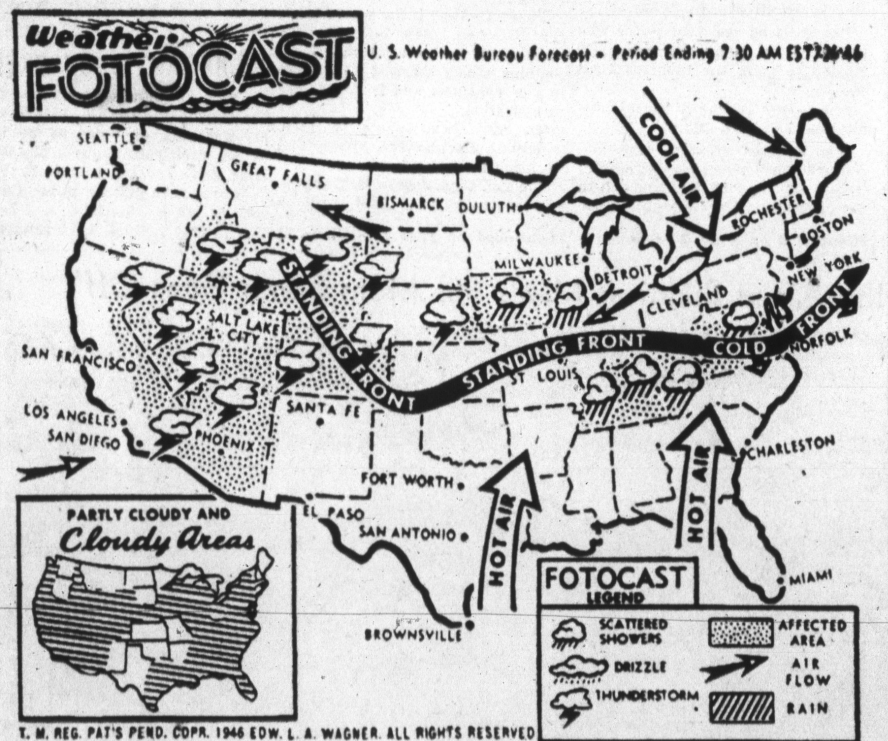 Weather
FOTOCAST
U. S. Weather Bureau Forecast - Period Ending 7:30 AM EST
SEATTLE
PORTLAND
GREAT FALLS
BISMARCK
DULUTH
COOL AIR
ROCHESTER
BOSTON
MILWAUKEE
DETROIT
NEW YORK
CLEVELAND
STANDING FRONT
SALT LAKE
CITY
STANDING FRONT
COLD FRONT
NORFOLK
SAN FRANCISCO
ST LOUIS
LOS ANGELES
SAN DIEGO
SANTA FE
PHOENIX
CHARLESTON
FORT WORTH
HOT AIR
HOT AIR
EL PASO
SAN ANTONIO
MIAMI
BROWNSVILLE
PARTLY CLOUDY AND
Cloudy Areas
FOTOCAST
LEGEND
SCATTERED
SHOWERS
AFFECTED
AREA
DRIZZLE
AIR
FLOW
THUNDERSTORM
RAIN
T. M. REG. PAT'S PEND. COPR. 1946 EDW. L. A. WAGNER. ALL RIGHTS RESERVED